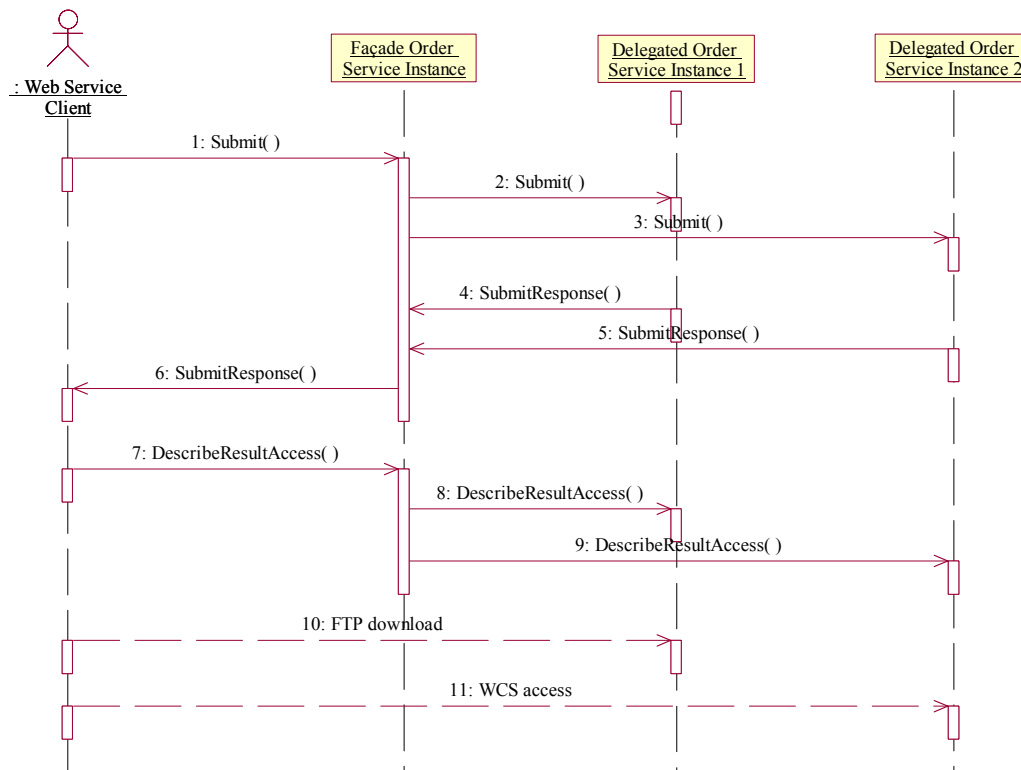 : Web Service
Client
Façade Order
Service Instance
Delegated Order
Service Instance 1
Delegated Order
Service Instance 2
1: Submit( )
2: Submit( )
3: Submit( )
4: SubmitResponse( )
5: SubmitResponse( )
6: SubmitResponse( )
7: DescribeResultAccess( )
8: DescribeResultAccess( )
9: DescribeResultAccess( )
10: FTP download
11: WCS access